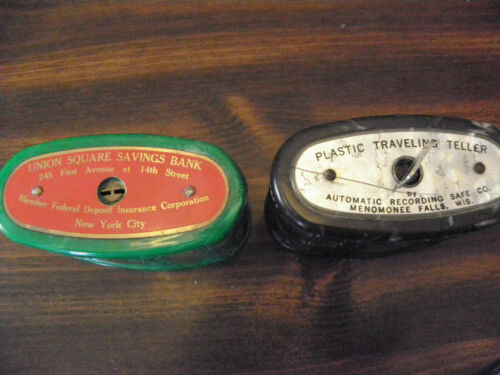 UNION SQUARE SAVINGS BANK
245 First Avenue at 14th Street
Member Federal Deposit Insurance Corporation
New York City
PLASTIC TRAVELING TELLER
BY
AUTOMATIC RECORDING SAFE CO.
MENOMONEE FALLS, WIS.